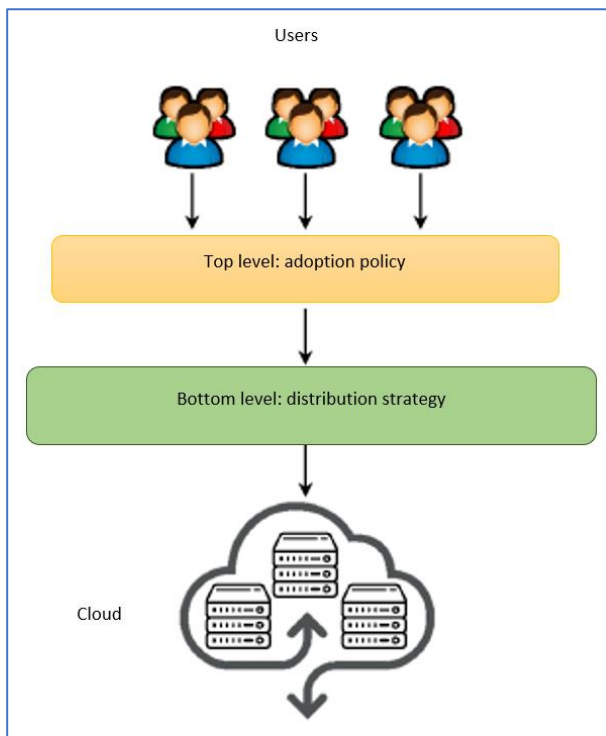 Users
Top level: adoption policy
Bottom level: distribution strategy
Cloud